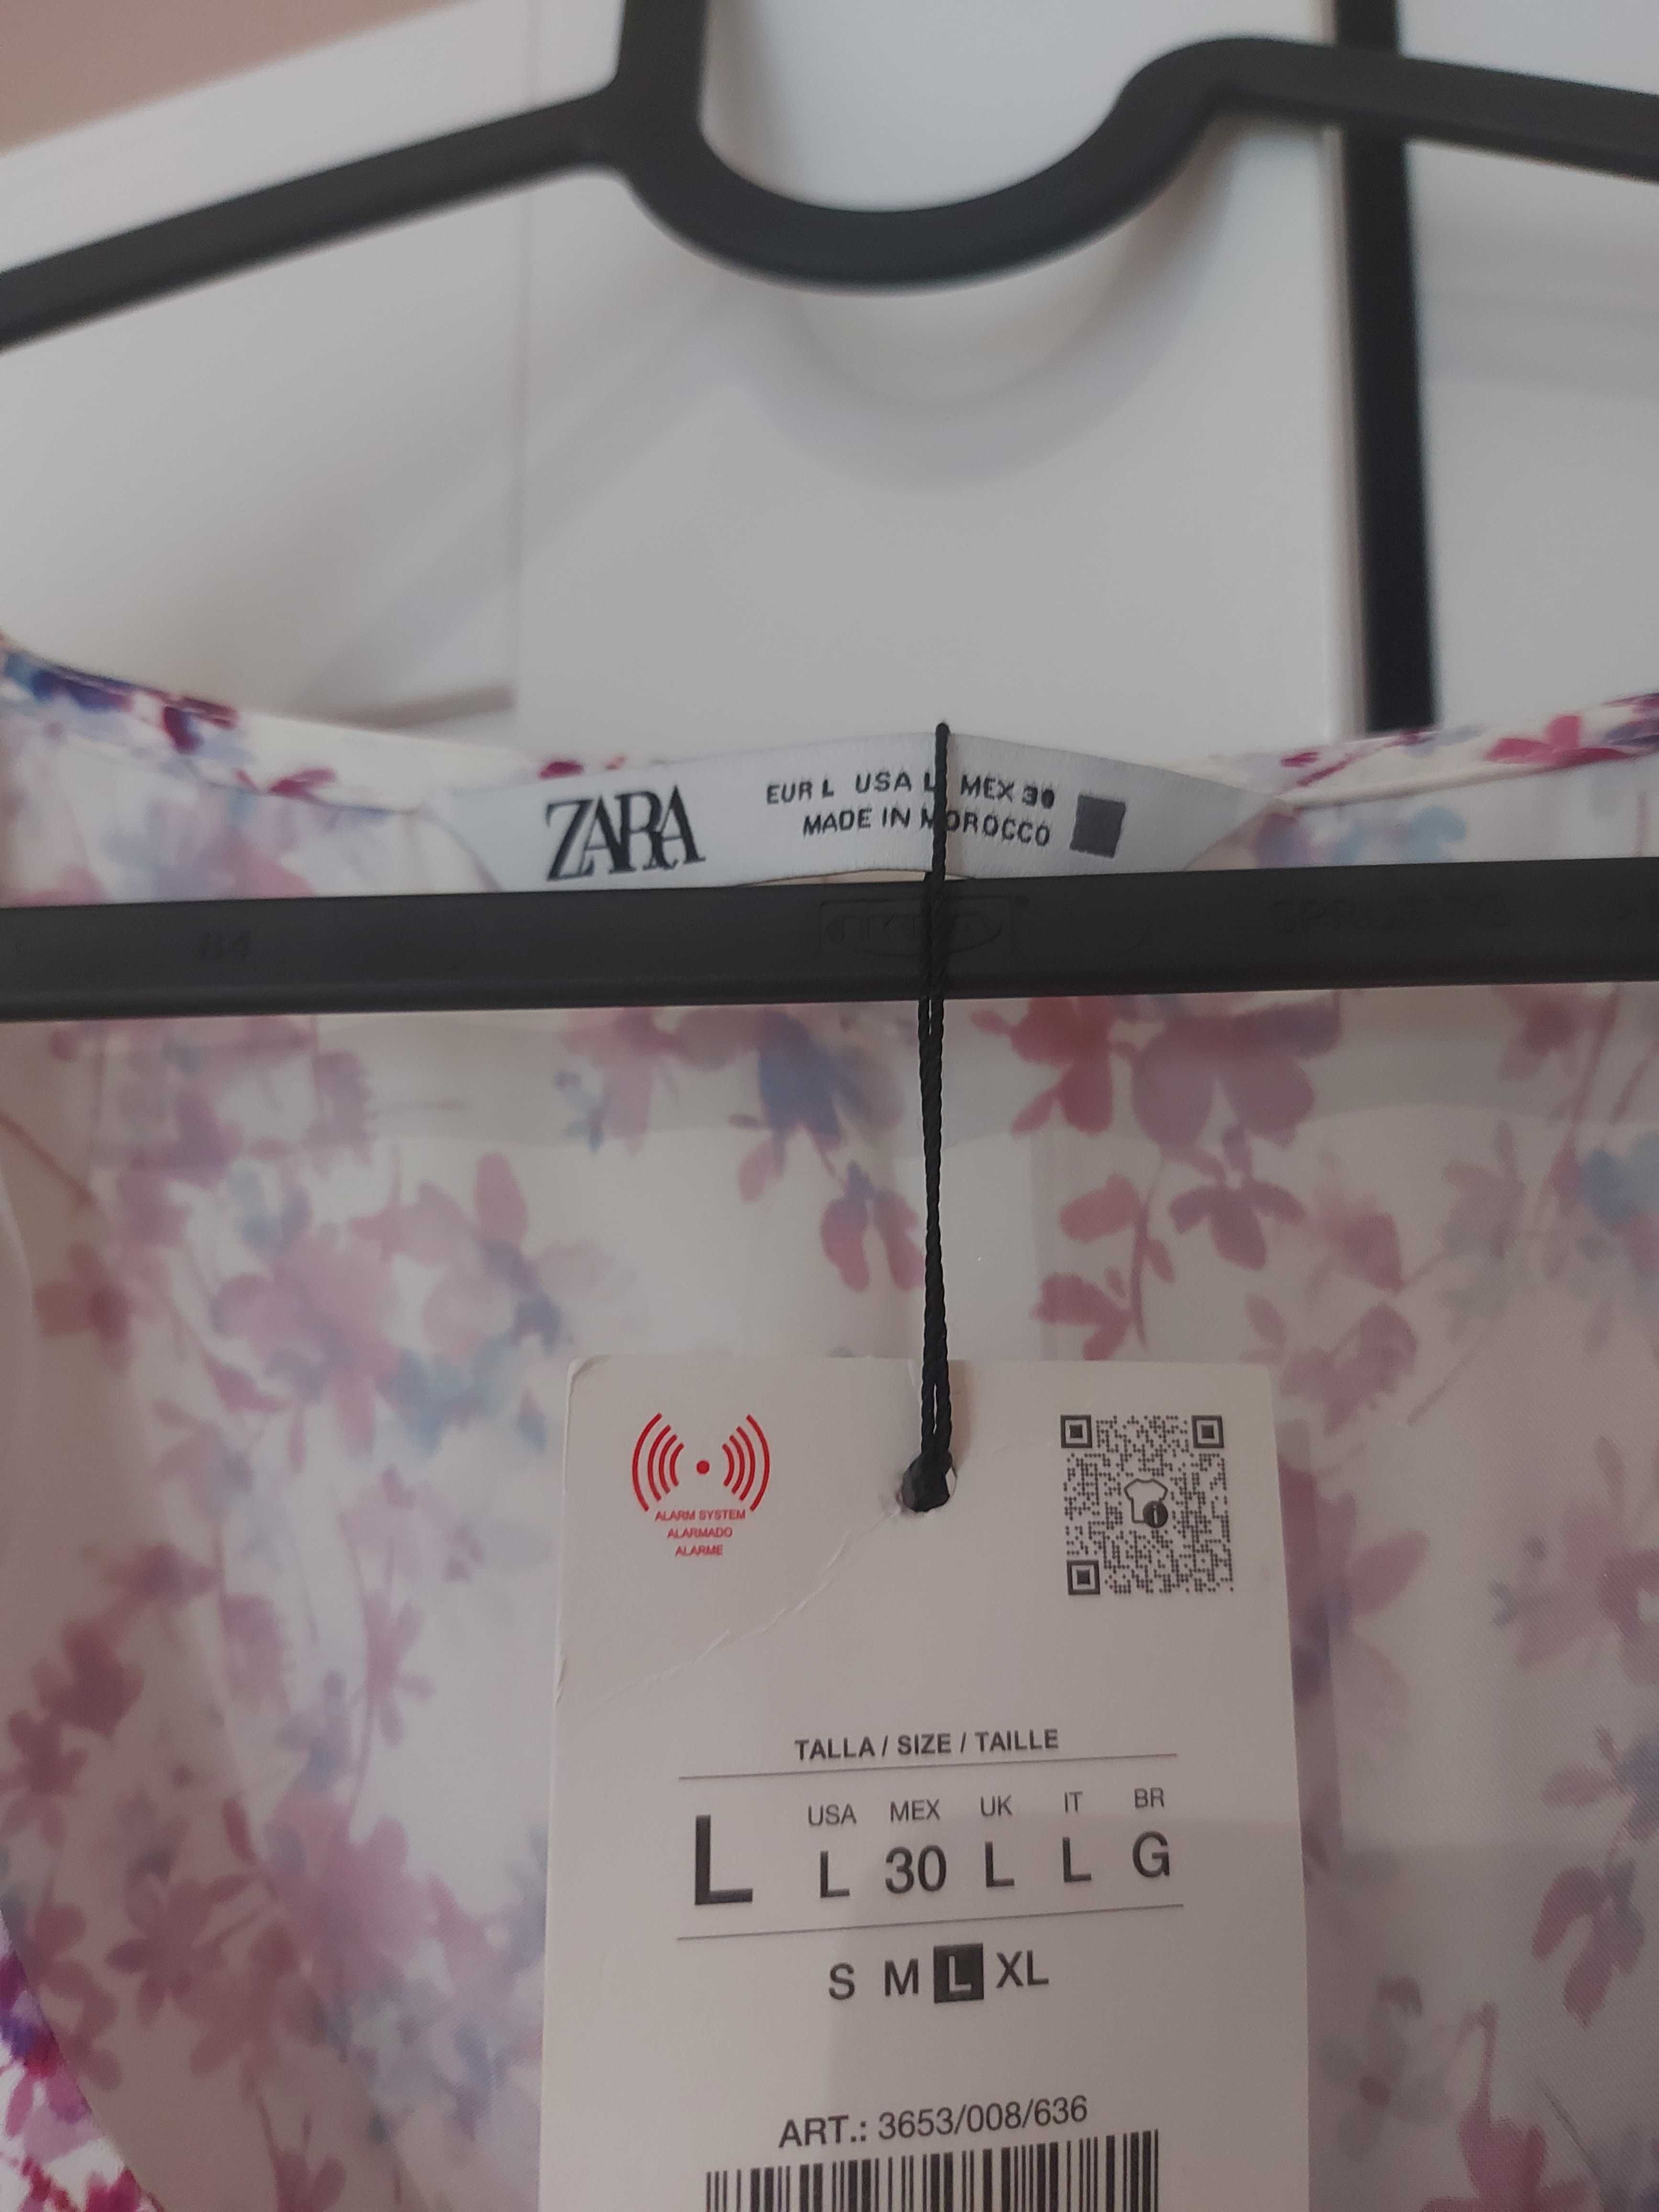 ZARA
EUR L USA L MEX 30
MADE IN MOROCCO
ALARM SYSTEM
ALARMADO
ALARME
TALLA / SIZE / TAILLE
USA MEX UK IT BR
L L 30 L L G
S M L XL
ART.: 3653/008/636